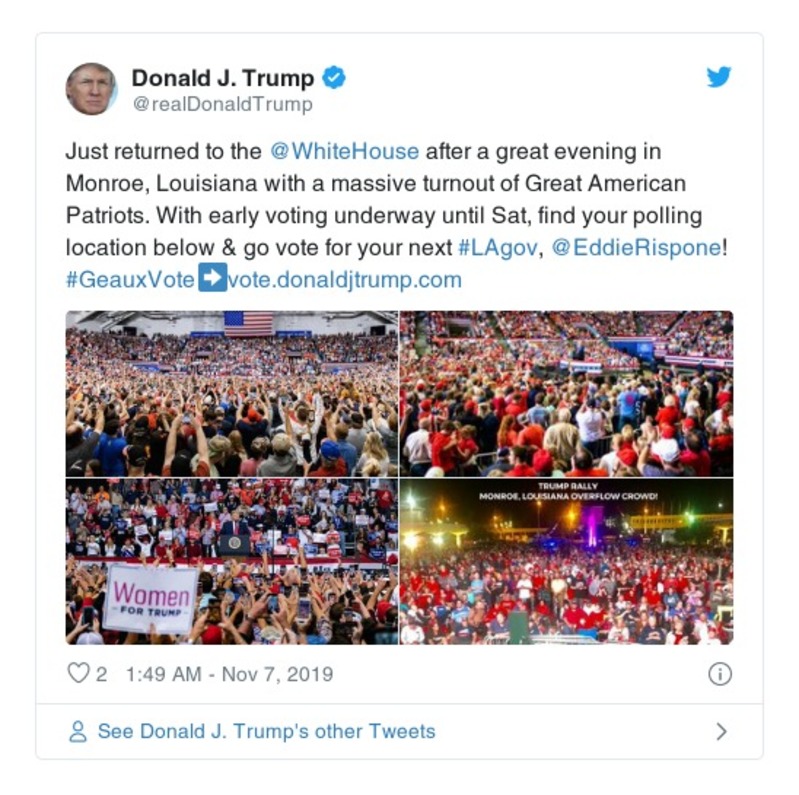 Donald J. Trump
@realDonaldTrump
Just returned to the @WhiteHouse after a great evening in
Monroe, Louisiana with a massive turnout of Great American
Patriots. With early voting underway until Sat, find your polling
location below & go vote for your next #LAgov, @EddieRispone!
#GeauxVote➡vote.donaldjtrump.com
TRUMP RALLY
MONROE, LOUISIANA OVERFLOW CROWD!
Women
FOR TRUMP
2 1:49 AM - Nov 7, 2019
See Donald J. Trump's other Tweets